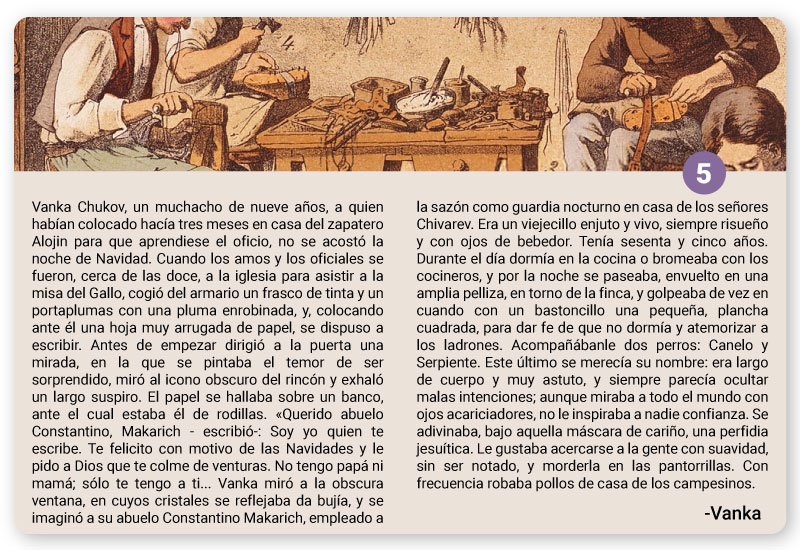 4.
5
Vanka Chukov, un muchacho de nueve años, a quien
habían colocado hacía tres meses en casa del zapatero
Alojin para que aprendiese el oficio, no se acostó la
noche de Navidad. Cuando los amos y los oficiales se
fueron, cerca de las doce, a la iglesia para asistir a la
misa del Gallo, cogió del armario un frasco de tinta y un
portaplumas con una pluma enrobinada, y, colocando
ante él una hoja muy arrugada de papel, se dispuso a
escribir. Antes de empezar dirigió a la puerta una
mirada, en la que se pintaba el temor de ser
sorprendido, miró al icono obscuro del rincón y exhaló
un largo suspiro. El papel se hallaba sobre un banco,
ante el cual estaba él de rodillas. «Querido abuelo
Constantino, Makarich - escribió-: Soy yo quien te
escribe. Te felicito con motivo de las Navidades y le
pido a Dios que te colme de venturas. No tengo papá ni
mamá; sólo te tengo a ti... Vanka miró a la obscura
ventana, en cuyos cristales se reflejaba da bujía, y se
imaginó a su abuelo Constantino Makarich, empleado a
la sazón como guardia nocturno en casa de los señores
Chivarev. Era un viejecillo enjuto y vivo, siempre risueño
y con ojos de bebedor. Tenía sesenta y cinco años.
Durante el día dormía en la cocina o bromeaba con los
cocineros, y por la noche se paseaba, envuelto en una
amplia pelliza, en torno de la finca, y golpeaba de vez en
cuando con un bastoncillo una pequeña, plancha
cuadrada, para dar fe de que no dormía y atemorizar a
los ladrones. Acompañábanle dos perros: Canelo y
Serpiente. Este último se merecía su nombre: era largo
de cuerpo y muy astuto, y siempre parecía ocultar
malas intenciones; aunque miraba a todo el mundo con
ojos acariciadores, no le inspiraba a nadie confianza. Se
adivinaba, bajo aquella máscara de cariño, una perfidia
jesuítica. Le gustaba acercarse a la gente con suavidad,
sin ser notado, y morderla en las pantorrillas. Con
frecuencia robaba pollos de casa de los campesinos.
-Vanka